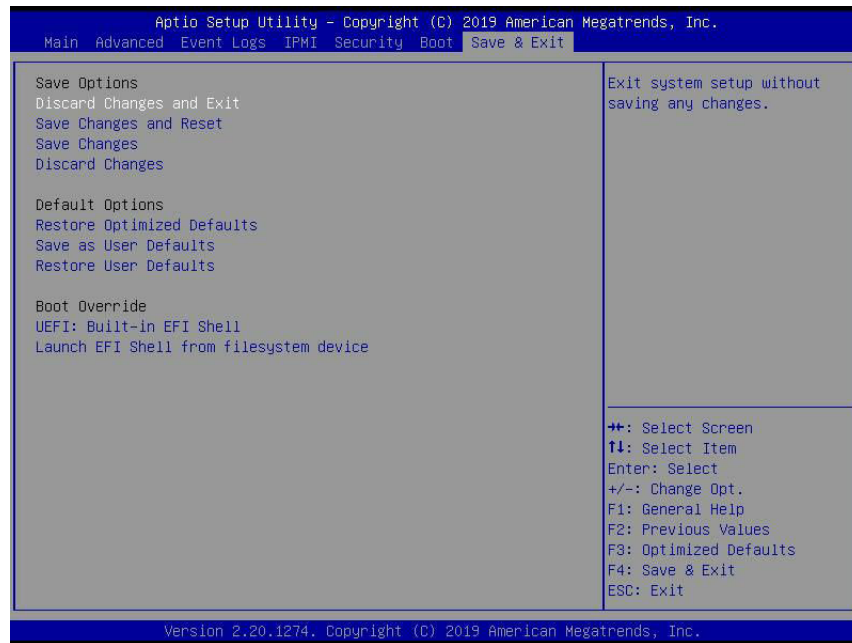 Aptio Setup Utility – Copyright (C) 2019 American Megatrends, Inc.
Main Advanced Event Logs IPMI Security Boot Save & Exit
Save Options
Discard Changes and Exit
Save Changes and Reset
Save Changes
Discard Changes
Default Options
Restore Optimized Defaults
Save as User Defaults
Restore User Defaults
Boot Override
UEFI: Built-in EFI Shell
Launch EFI Shell from filesystem device
Exit system setup without
saving any changes.
→←: Select Screen
↑↓: Select Item
Enter: Select
+/-: Change Opt.
F1: General Help
F2: Previous Values
F3: Optimized Defaults
F4: Save & Exit
ESC: Exit
Version 2.20.1274. Copyright (C) 2019 American Megatrends, Inc.